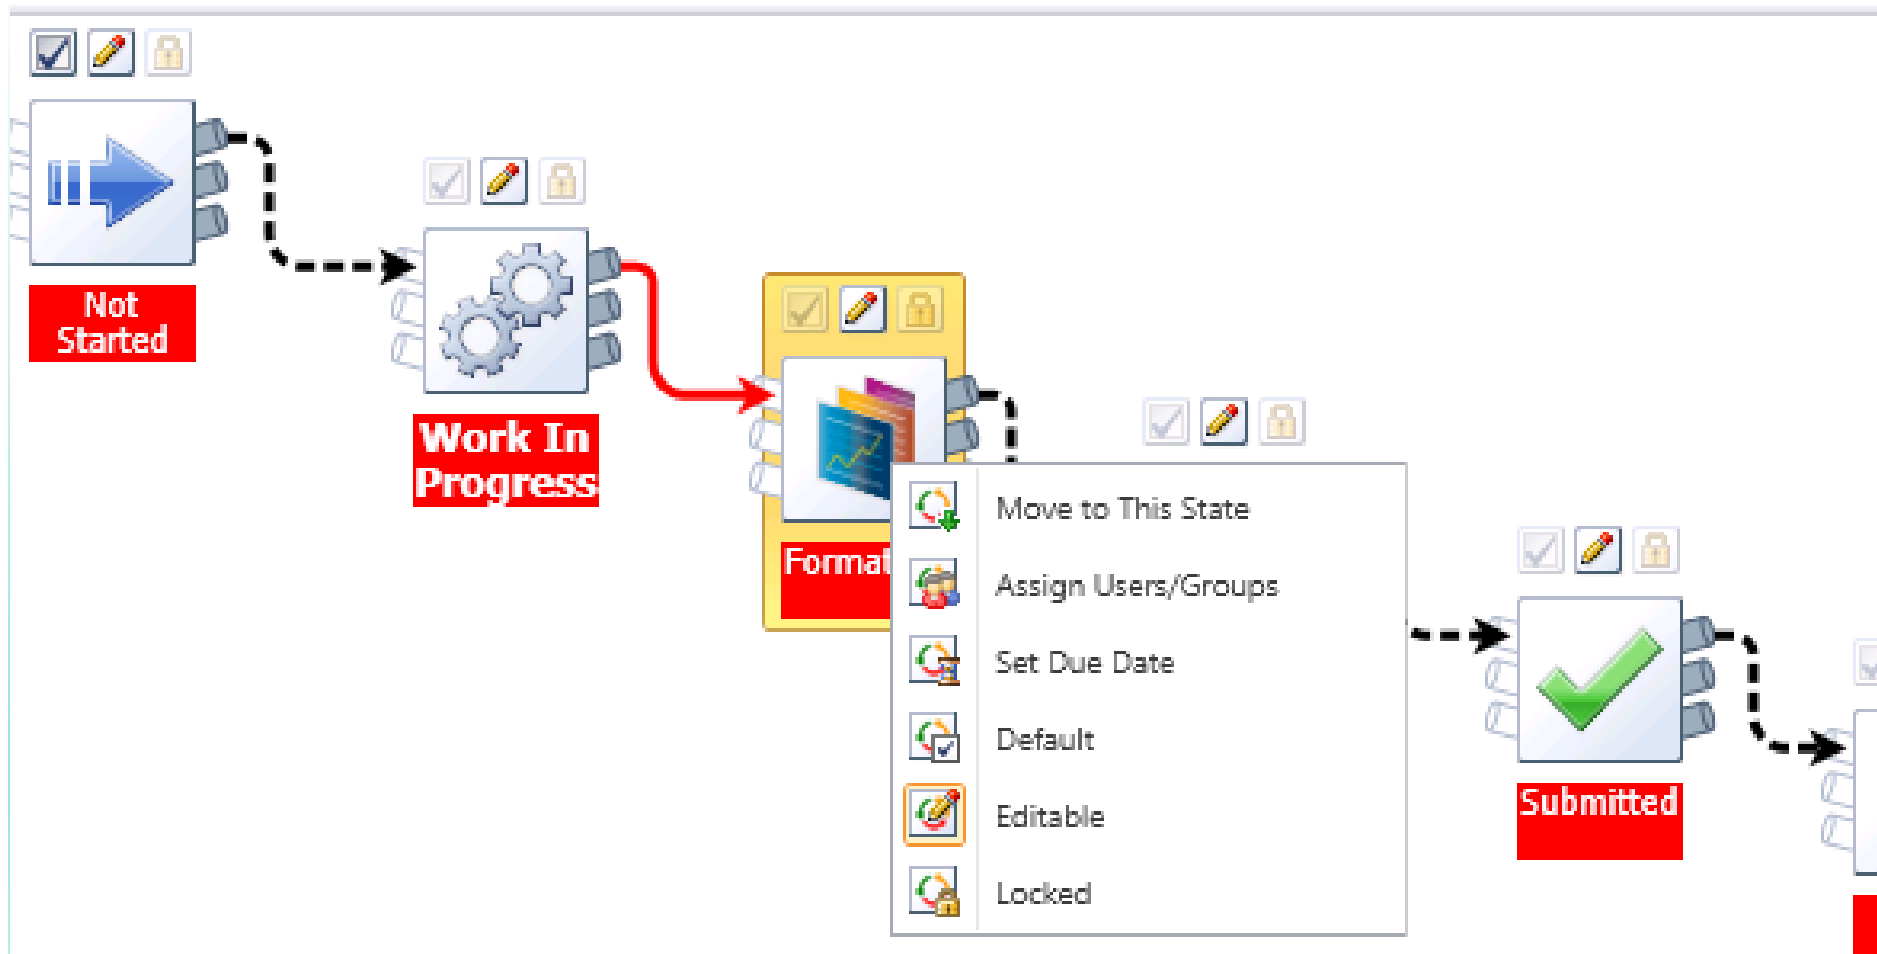 Not
Started
Work In
Progress
Move to This State
Assign Users/Groups
Set Due Date
Default
Editable
Locked
Submitted